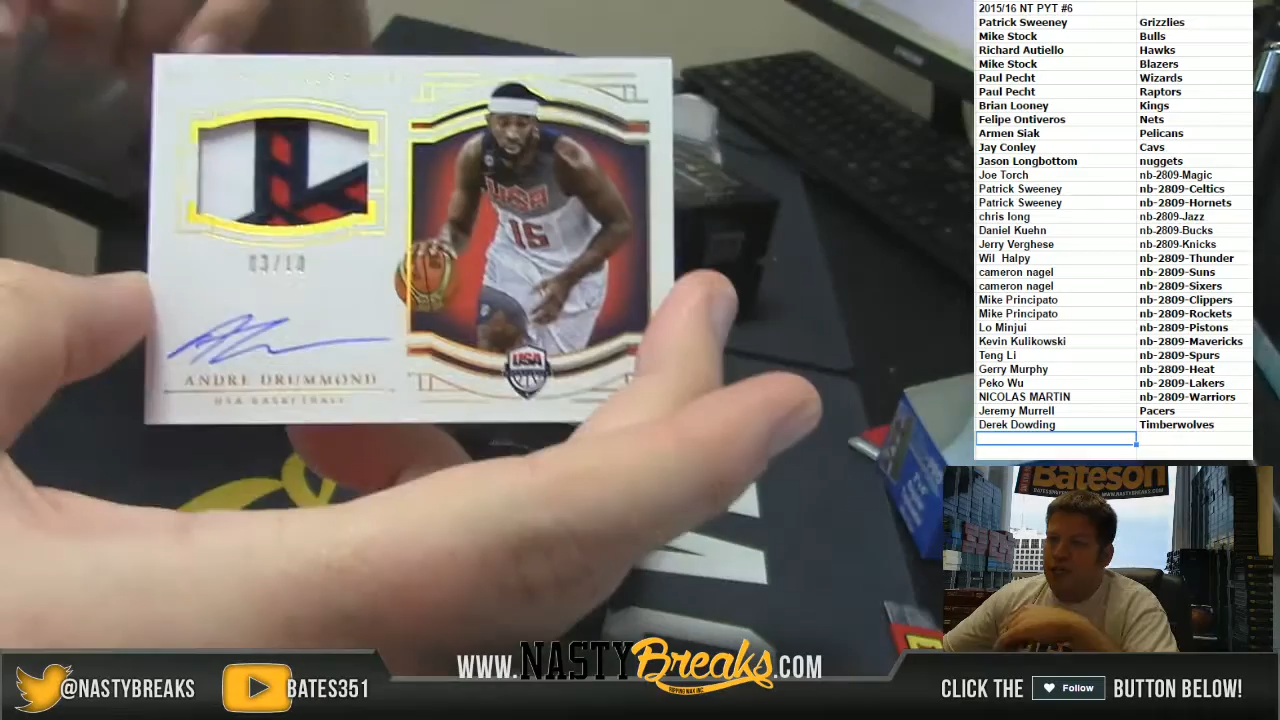 03/10
ANDRE DRUMMOND
USA BASKETBALL
USA
15
USA
2015/16 NT PYT #6
Patrick Sweeney Grizzlies
Mike Stock Bulls
Richard Autiello Hawks
Mike Stock Blazers
Paul Pecht Wizards
Paul Pecht Raptors
Brian Looney Kings
Felipe Ontiveros Nets
Armen Siak Pelicans
Jay Conley Cavs
Jason Longbottom nuggets
Joe Torch nb-2809-Magic
Patrick Sweeney nb-2809-Celtics
Patrick Sweeney nb-2809-Hornets
chris long nb-2809-Jazz
Daniel Kuehn nb-2809-Bucks
Jerry Verghese nb-2809-Knicks
Wil Halpy nb-2809-Thunder
cameron nagel nb-2809-Suns
cameron nagel nb-2809-Sixers
Mike Principato nb-2809-Clippers
Mike Principato nb-2809-Rockets
Lo Minjui nb-2809-Pistons
Kevin Kulikowski nb-2809-Mavericks
Teng Li nb-2809-Spurs
Gerry Murphy nb-2809-Heat
Peko Wu nb-2809-Lakers
NICOLAS MARTIN nb-2809-Warriors
Jeremy Murrell Pacers
Derek Dowding Timberwolves
Bateson
@NASTYBREAKS
BATES351
WWW.NASTYBreaks.COM
CLICK THE Follow BUTTON BELOW!